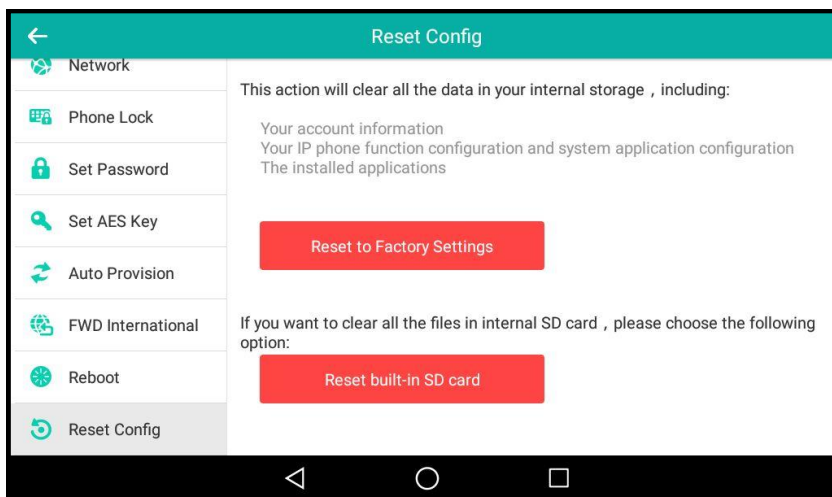 Reset Config
Network
Phone Lock
Set Password
Set AES Key
Auto Provision
FWD International
Reboot
Reset Config
This action will clear all the data in your internal storage , including:
Your account information
Your IP phone function configuration and system application configuration
The installed applications
Reset to Factory Settings
If you want to clear all the files in internal SD card , please choose the following
option:
Reset built-in SD card